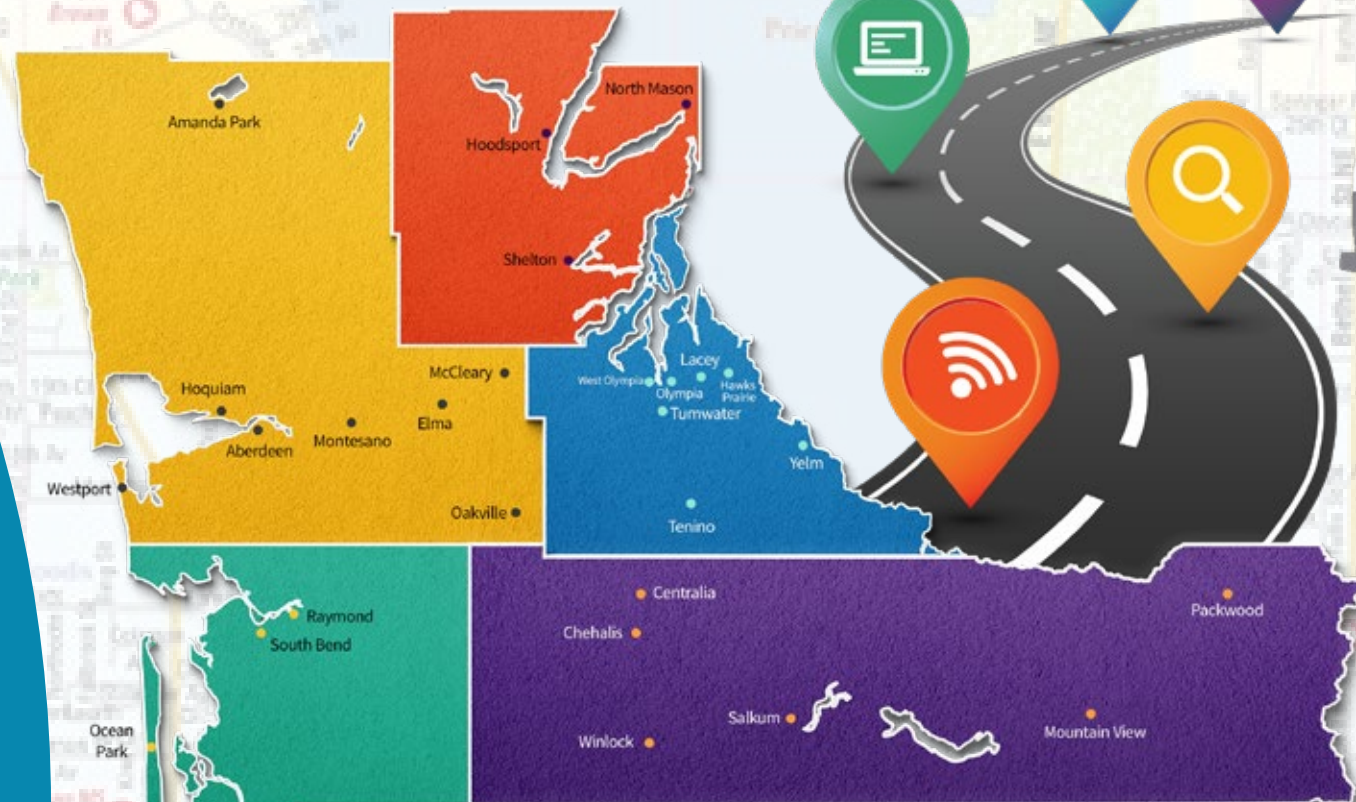 North Mason
Amanda Park
Hoodsport
Shelton
Lacey
McCleary
West Olympia
Hawks
Prairie
Olympia
Hoquiam
Tumwater
Elma
Montesano
Aberdeen
Yelm
Westport
Oakville
Tenino
Centralia
Packwood
Raymond
Chehalis
South Bend
Salkum
Ocean
Park
Mountain View
Winlock